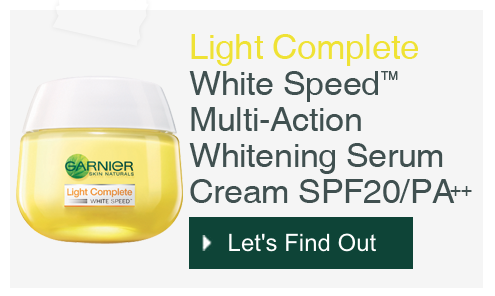 Light Complete
White Speed™
Multi-Action
Whitening Serum
Cream SPF20/PA++
Let's Find Out
GARNIER
SKIN NATURALS
Light Complete
WHITE SPEED™